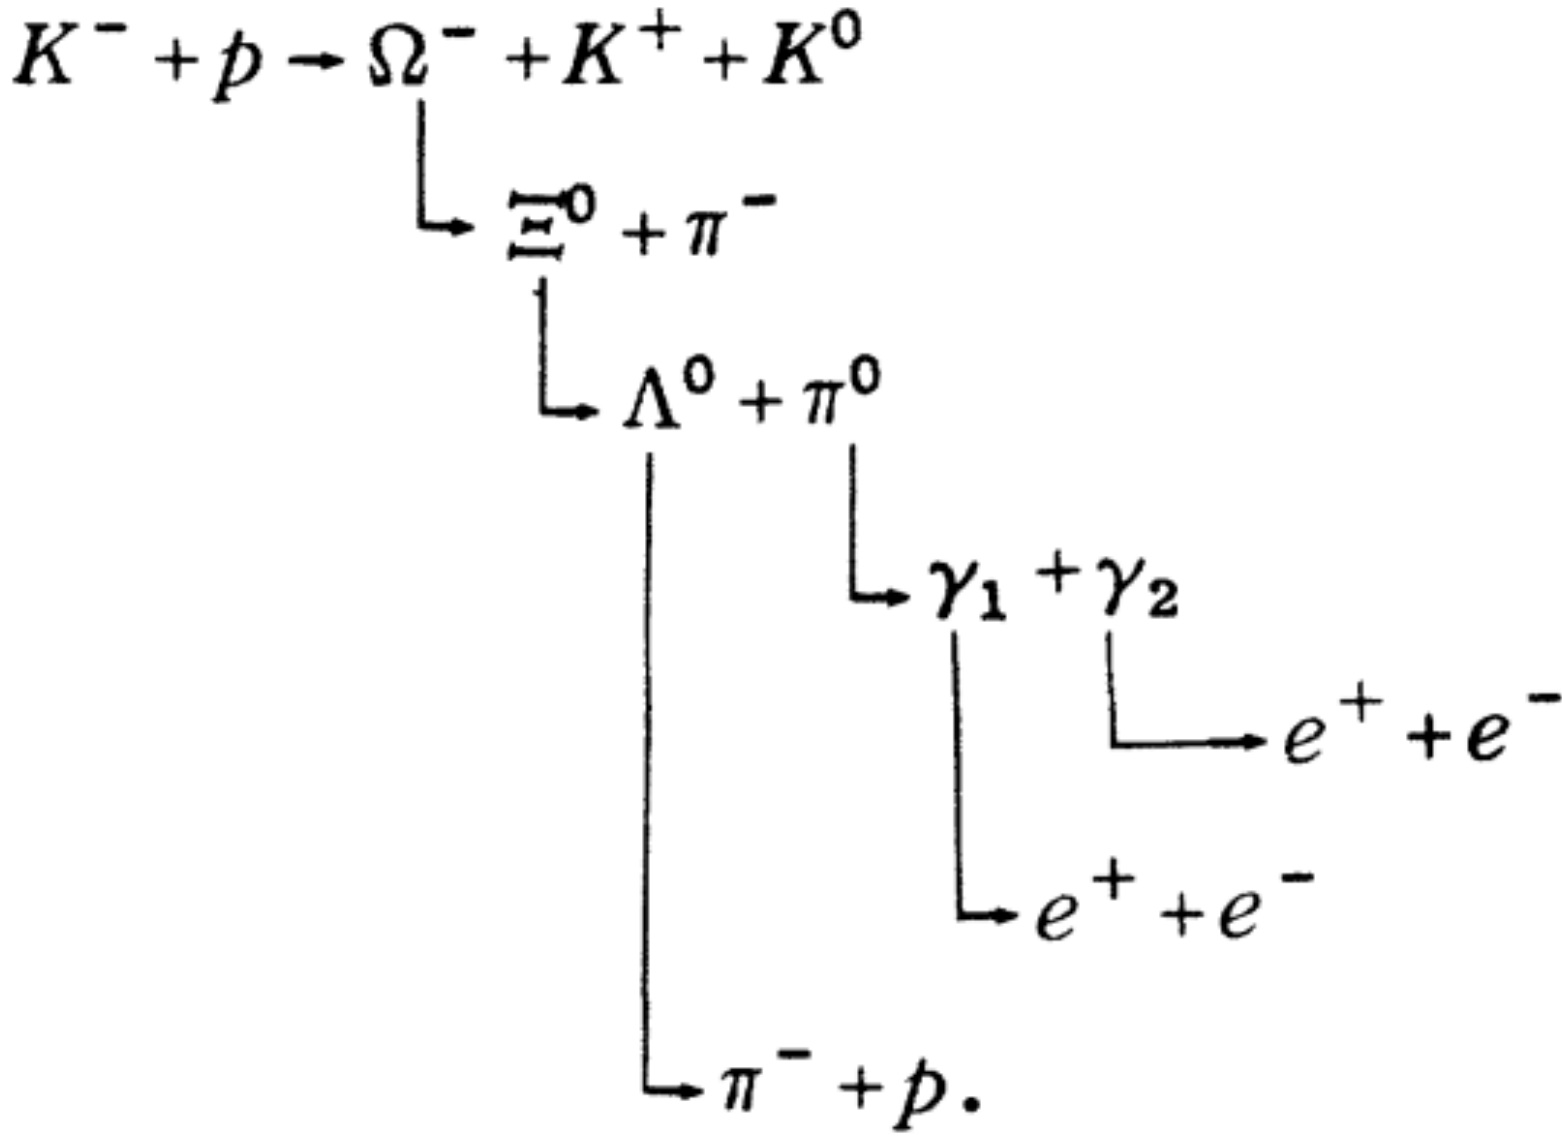 K⁻ + p → Ω⁻ + K⁺ + K⁰
Ξ⁰ + π⁻
Λ⁰ + π⁰
γ₁ + γ₂
e⁺ + e⁻
e⁺ + e⁻
π⁻ + p.